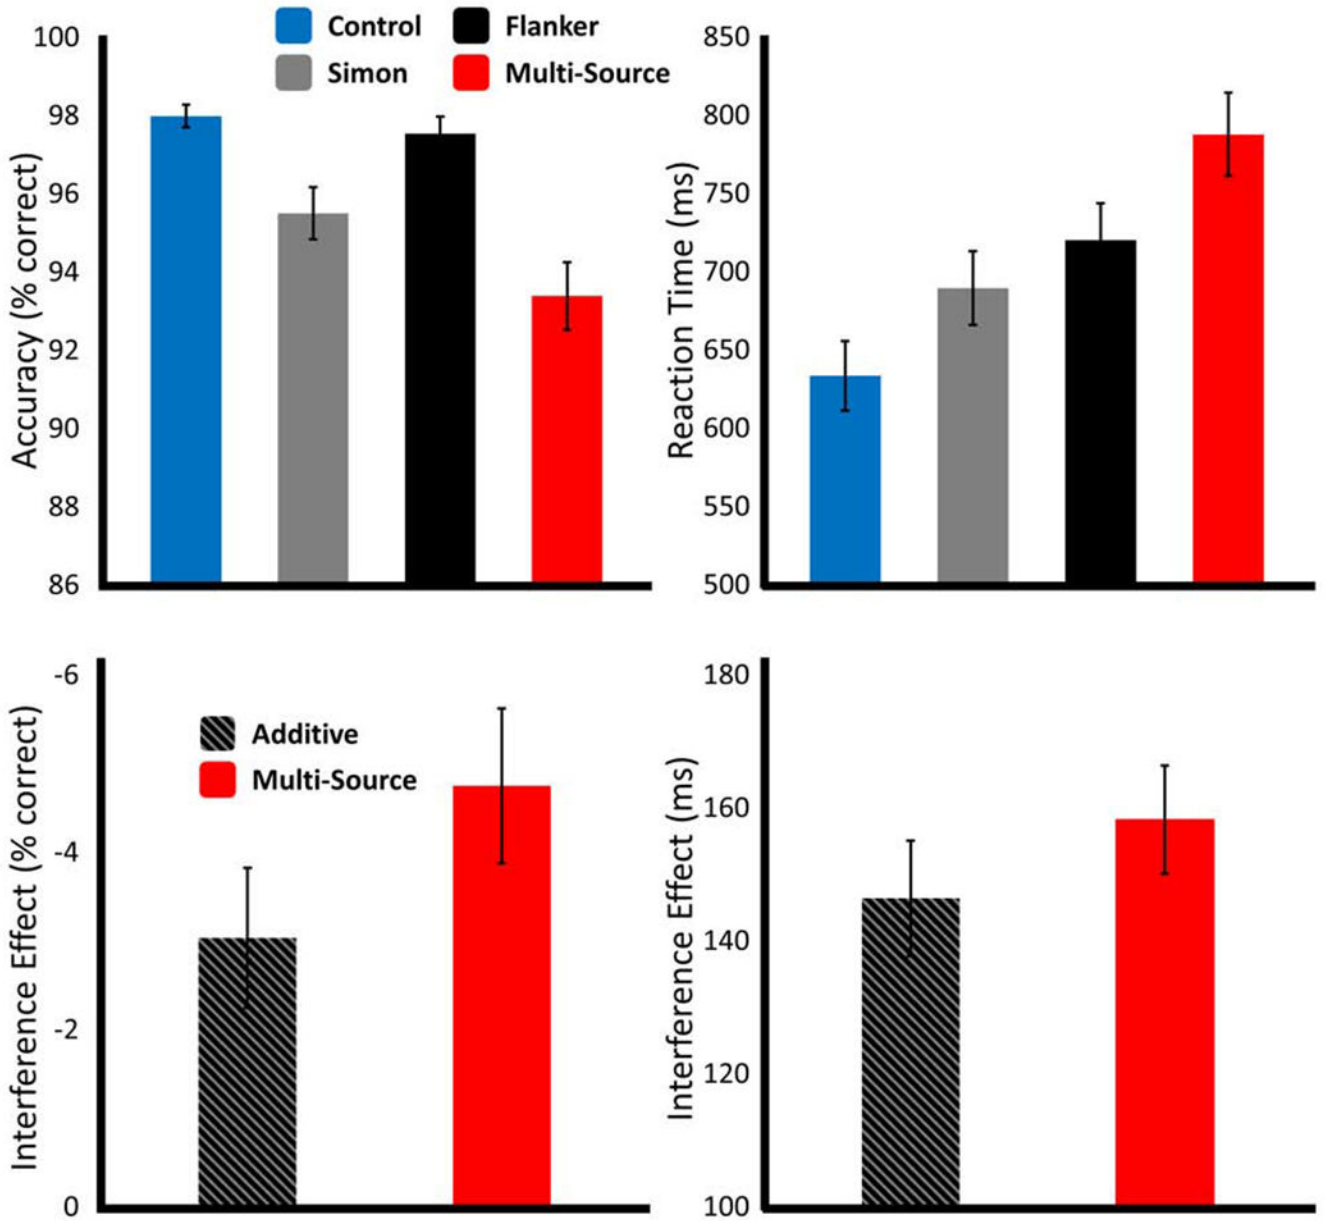 Control
Flanker
Simon
Multi-Source
Accuracy (% correct)
100
98
96
94
92
90
88
86
Reaction Time (ms)
850
800
750
700
650
600
550
500
Interference Effect (% correct)
-6
-4
-2
0
Additive
Multi-Source
Interference Effect (ms)
180
160
140
120
100